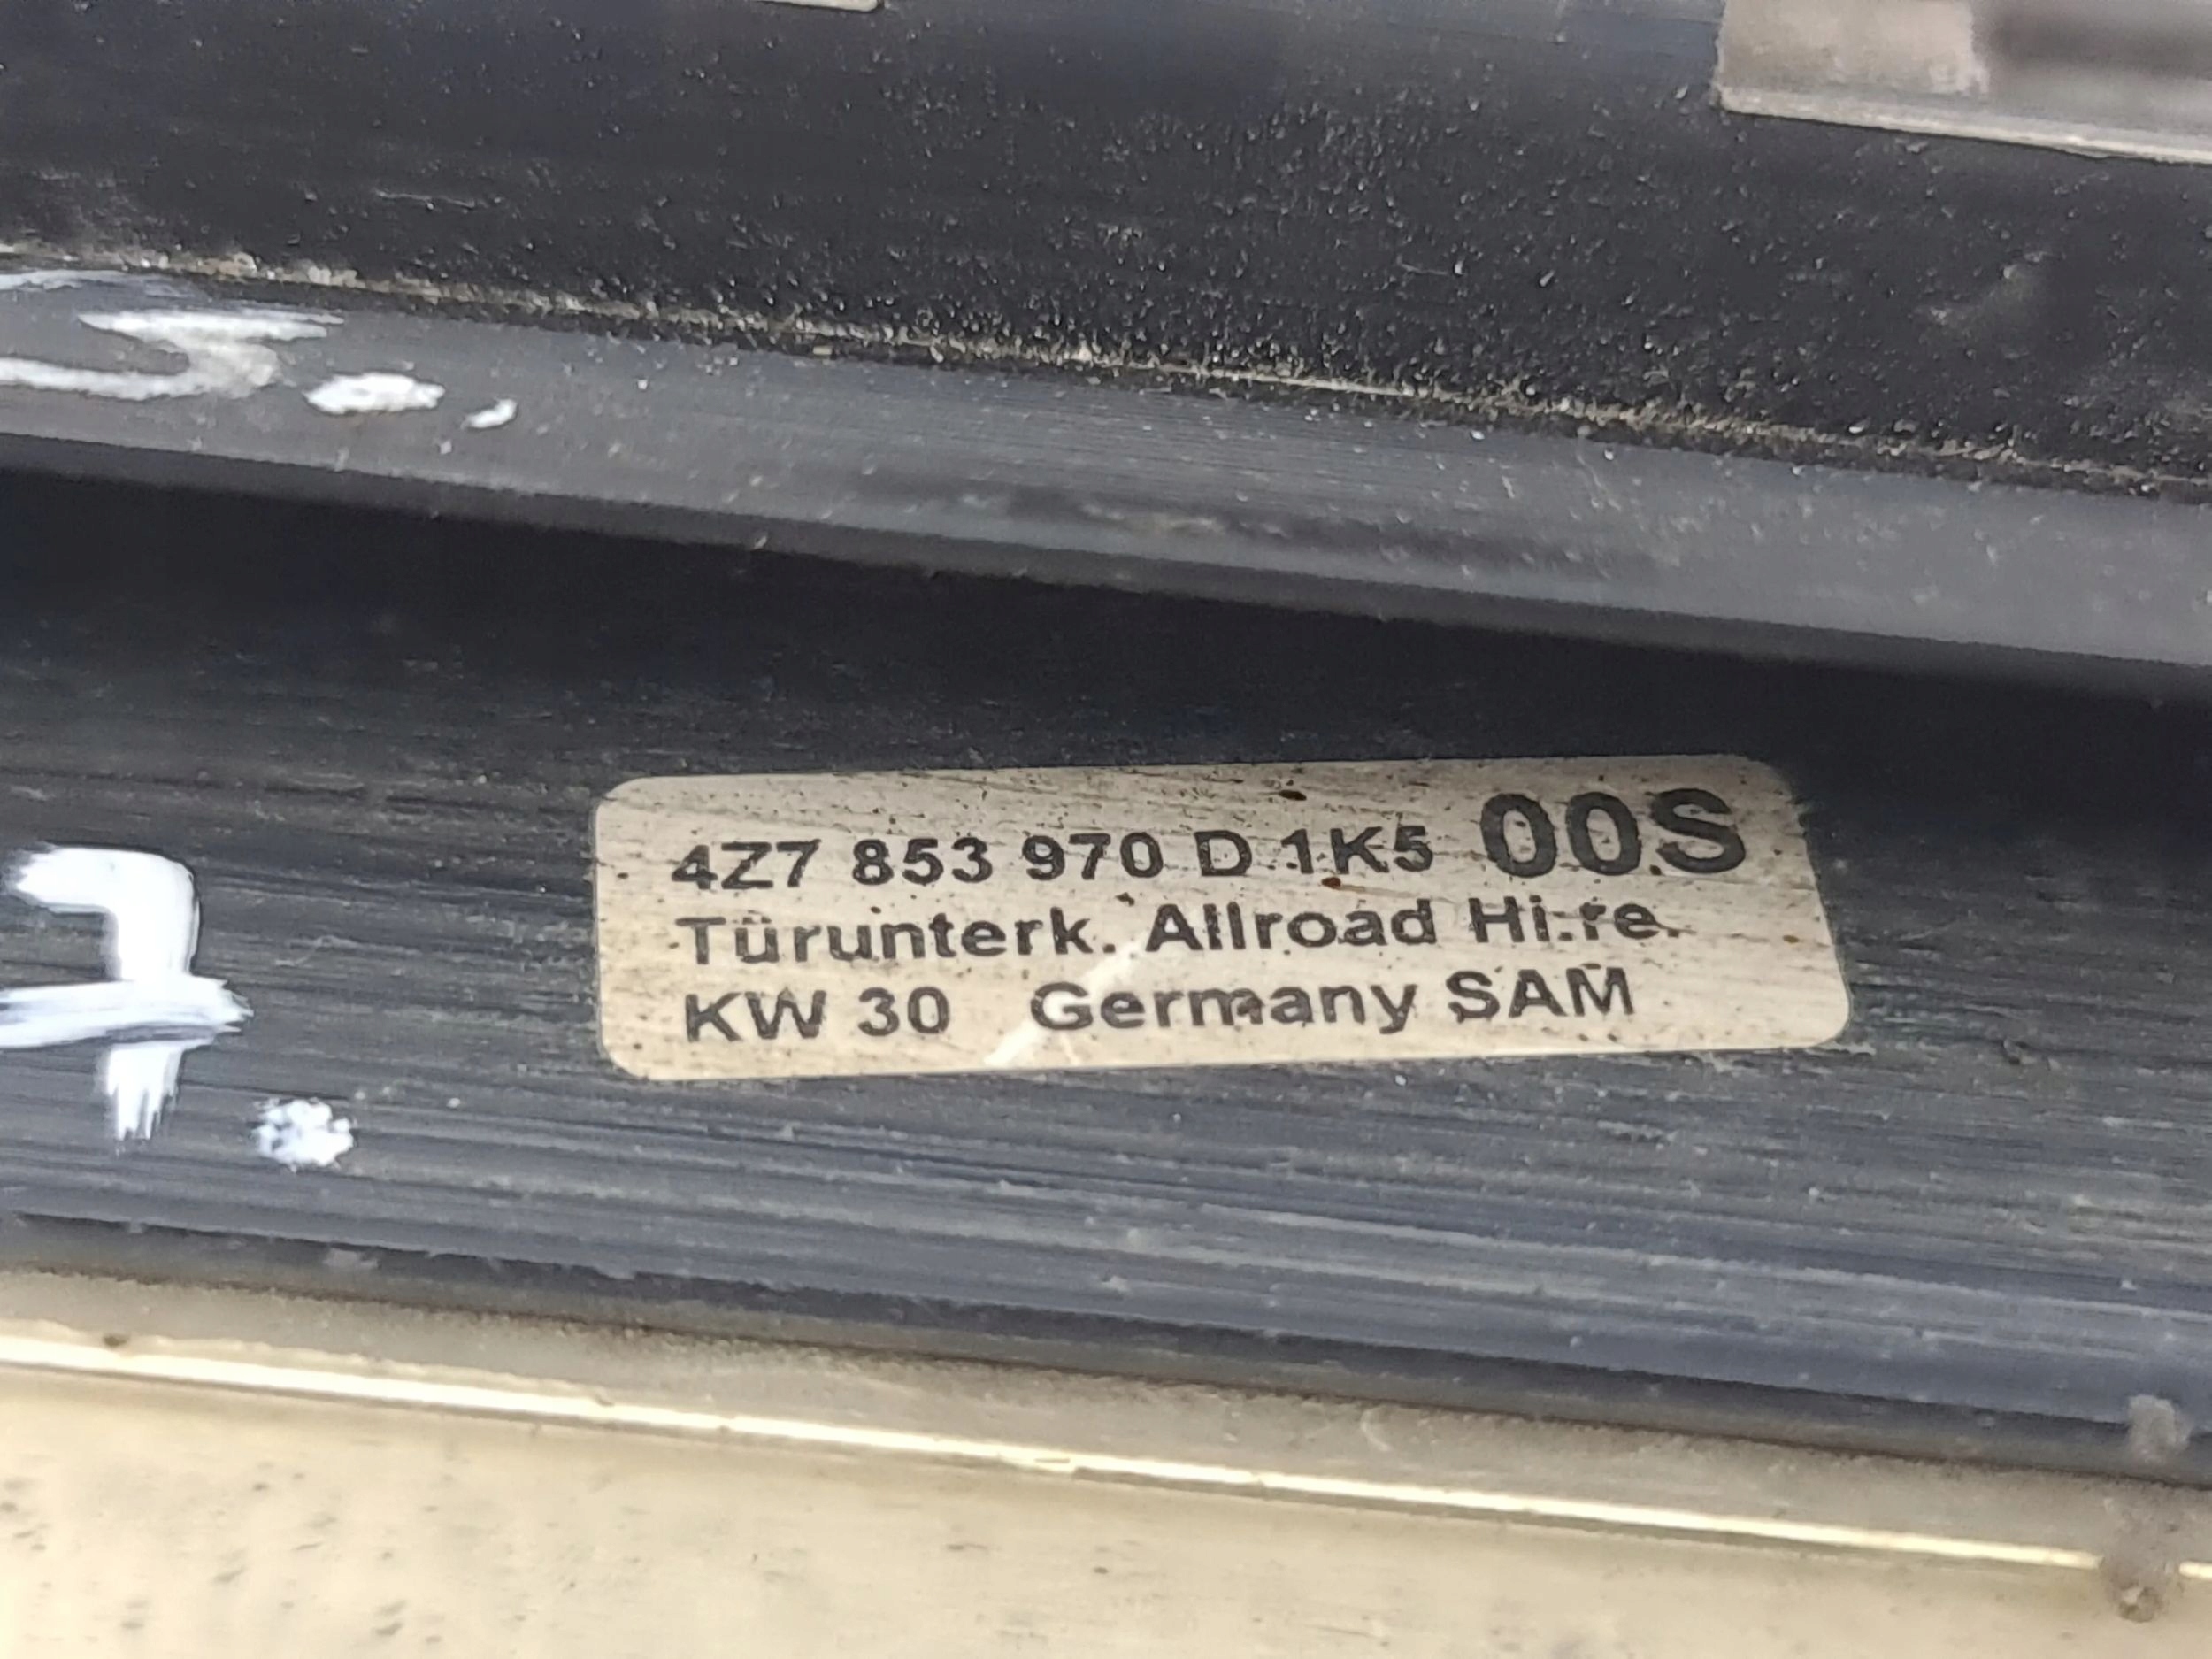 4Z7 853 970 D 1K5 00S
Türunterk. Allroad Hi.re.
KW 30 Germany SAM